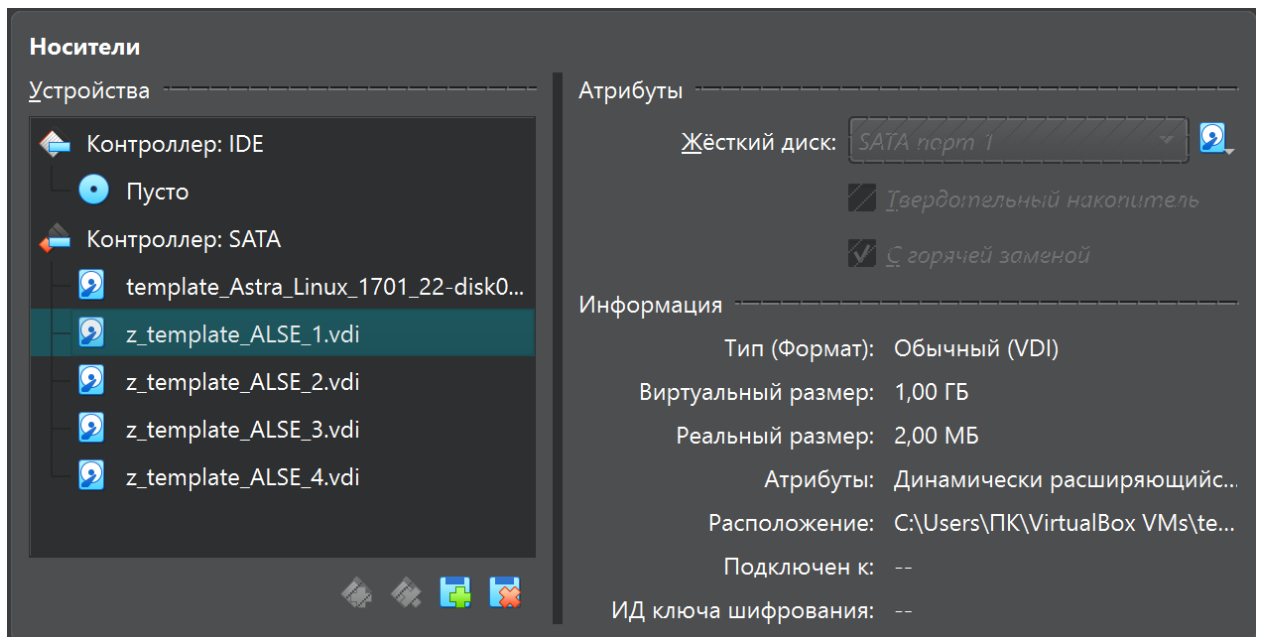 Носители
Устройства
Контроллер: IDE
Пусто
Контроллер: SATA
template_Astra_Linux_1701_22-disk0...
z_template_ALSE_1.vdi
z_template_ALSE_2.vdi
z_template_ALSE_3.vdi
z_template_ALSE_4.vdi
Атрибуты
Жёсткий диск: SATA порт 1
Твердотельный накопитель
С горячей заменой
Информация
Тип (Формат): Обычный (VDI)
Виртуальный размер: 1,00 ГБ
Реальный размер: 2,00 МБ
Атрибуты: Динамически расширяющийс...
Расположение: C:\Users\ПК\VirtualBox VMs\te...
Подключен к: --
ИД ключа шифрования: --